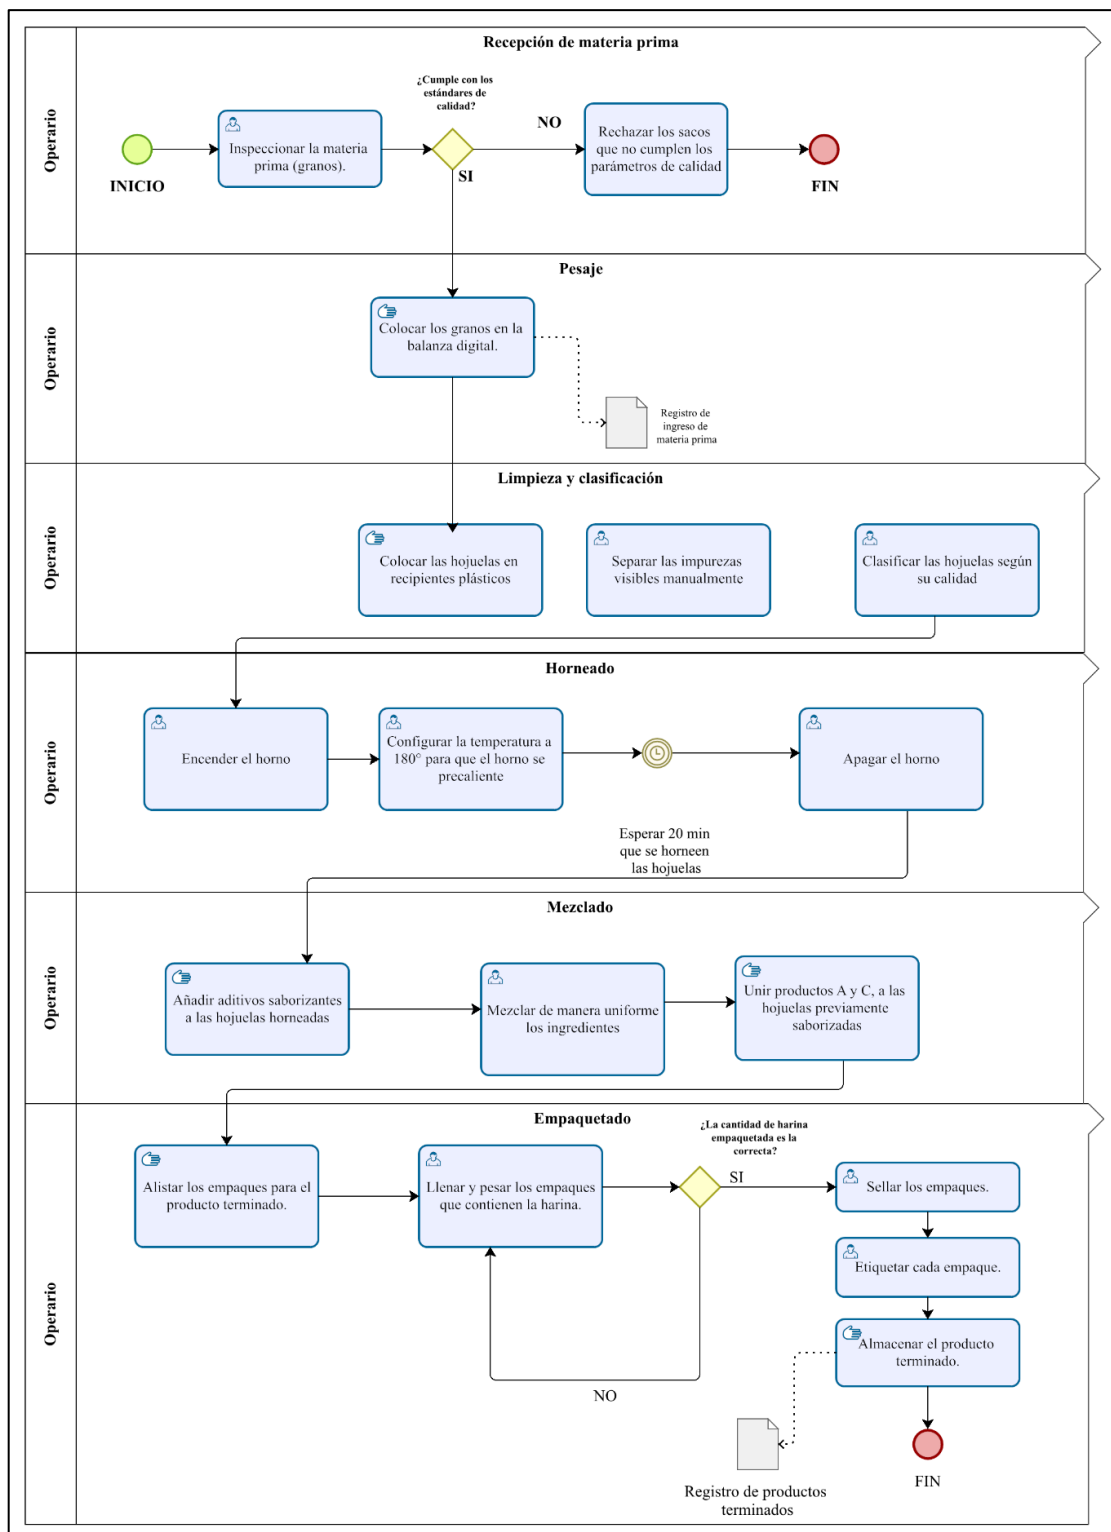 Recepción de materia prima
Operario
¿Cumple con los
estándares de
calidad?
INICIO
Inspeccionar la materia
prima (granos).
NO
SI
Rechazar los sacos
que no cumplen los
parámetros de calidad
FIN
Pesaje
Operario
Colocar los granos en la
balanza digital.
Registro de
ingreso de
materia prima
Limpieza y clasificación
Operario
Colocar las hojuelas en
recipientes plásticos
Separar las impurezas
visibles manualmente
Clasificar las hojuelas según
su calidad
Horneado
Operario
Encender el horno
Configurar la temperatura a
180° para que el horno se
precaliente
Apagar el horno
Esperar 20 min
que se horneen
las hojuelas
Mezclado
Operario
Añadir aditivos saborizantes
a las hojuelas horneadas
Mezclar de manera uniforme
los ingredientes
Unir productos A y C, a las
hojuelas previamente
saborizadas
Empaquetado
Operario
¿La cantidad de harina
empaquetada es la
correcta?
Alistar los empaques para el
producto terminado.
Llenar y pesar los empaques
que contienen la harina.
SI
Sellar los empaques.
Etiquetar cada empaque.
Almacenar el producto
terminado.
NO
Registro de productos
terminados
FIN